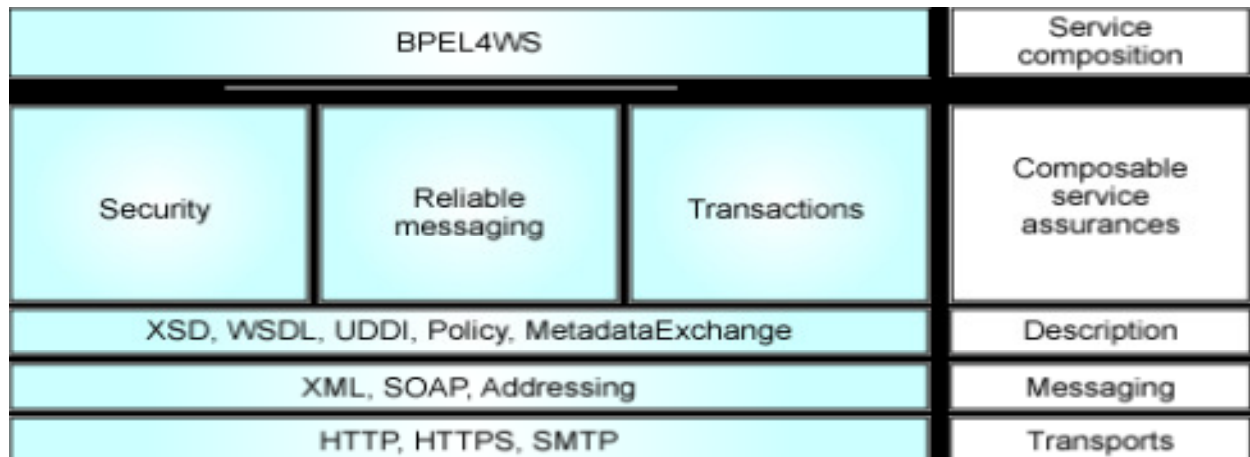 BPEL4WS
Service
composition
Security
Reliable
messaging
Transactions
Composable
service
assurances
XSD, WSDL, UDDI, Policy, MetadataExchange
Description
XML, SOAP, Addressing
Messaging
HTTP, HTTPS, SMTP
Transports